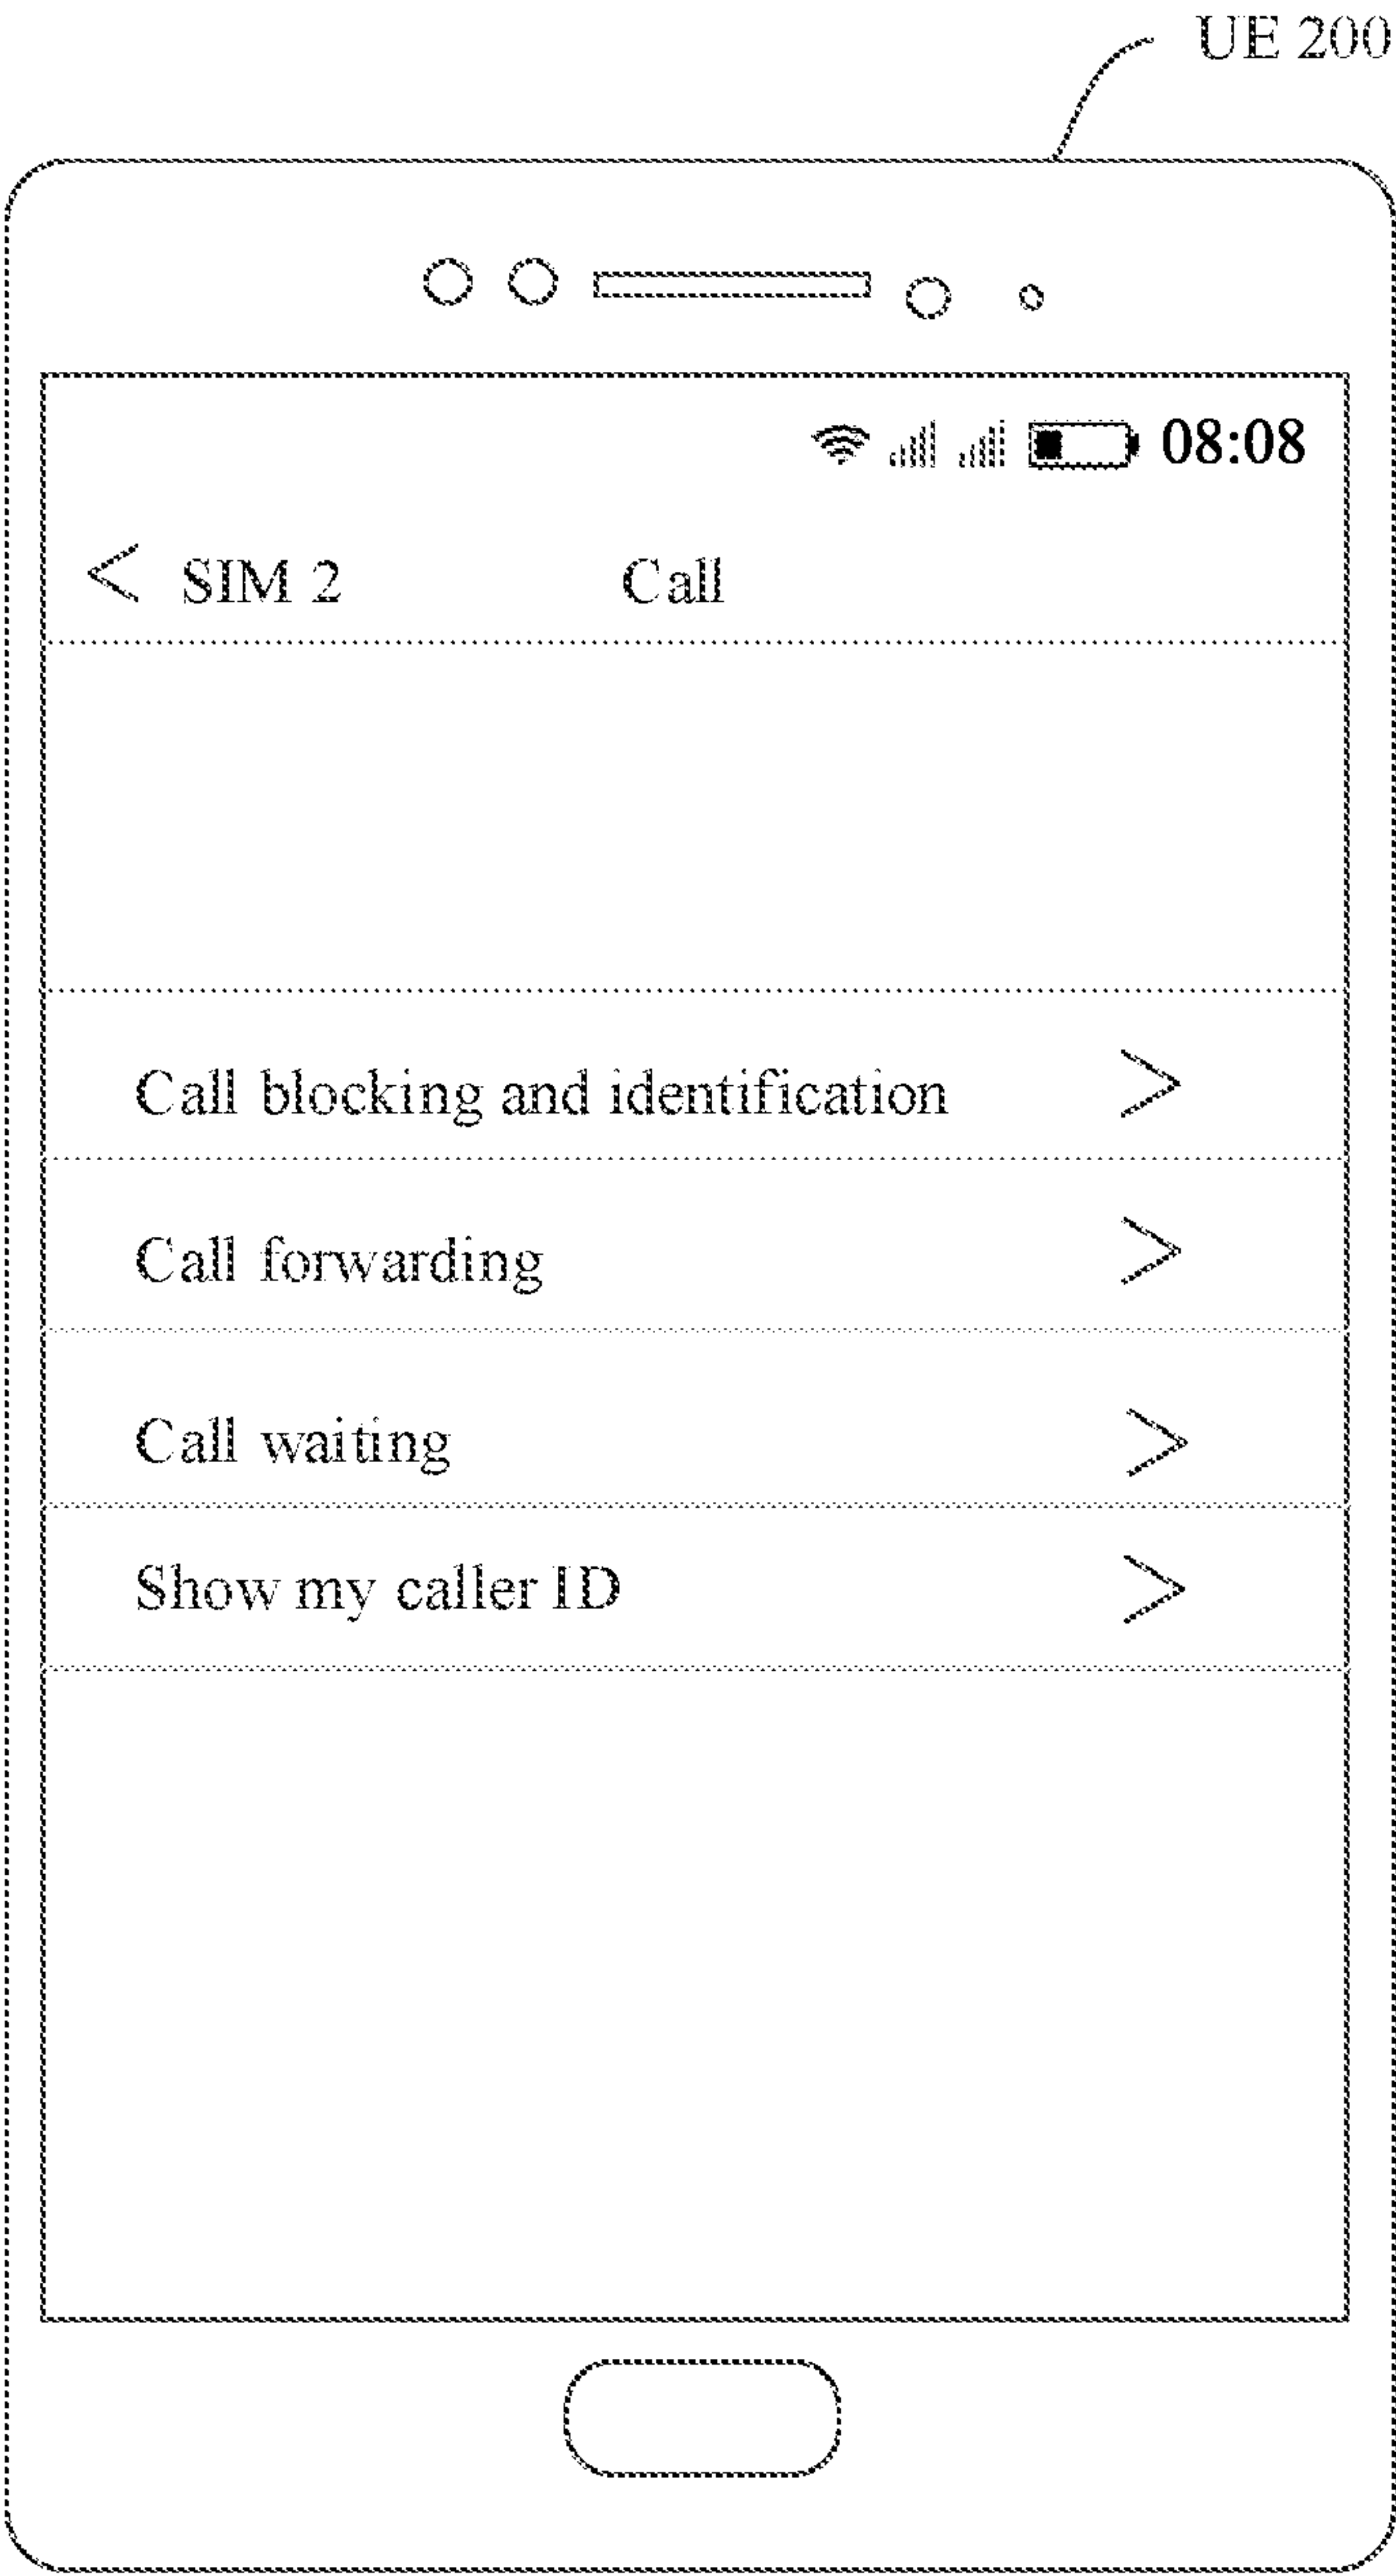 UE 200
08:08
< SIM 2 Call
Call blocking and identification >
Call forwarding >
Call waiting >
Show my caller ID >